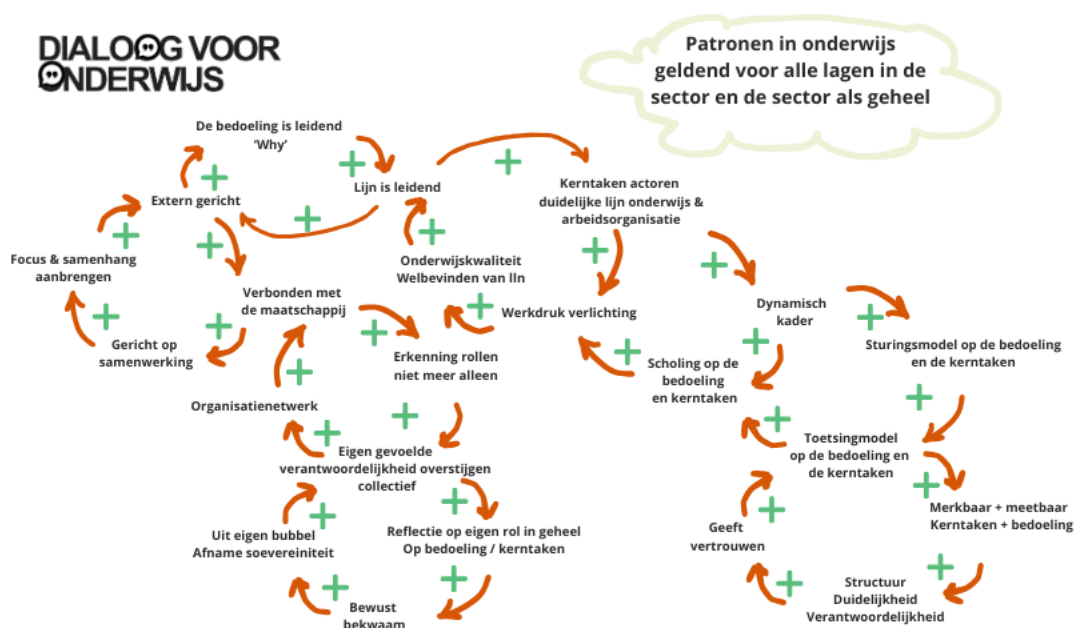 DIALOOG VOOR
ONDERWIJS
Patronen in onderwijs
geldend voor alle lagen in de
sector en de sector als geheel
De bedoeling is leidend
‘Why’
Lijn is leidend
Extern gericht
Kerntaken actoren
duidelijke lijn onderwijs &
arbeidsorganisatie
Focus & samenhang
aanbrengen
Onderwijskwaliteit
Welbevinden van lln
Verbonden met
de maatschappij
Werkdruk verlichting
Dynamisch
kader
Gericht op
samenwerking
Erkenning rollen
niet meer alleen
Scholing op de
bedoeling
en kerntaken
Sturingsmodel op de bedoeling
en de kerntaken
Organisatienetwerk
Eigen gevoelde
verantwoordelijkheid overstijgen
collectief
Toetsingmodel
op de bedoeling en
de kerntaken
Uit eigen bubbel
Afname soevereiniteit
Reflectie op eigen rol in geheel
Op bedoeling / kerntaken
Geeft
vertrouwen
Merkbaar + meetbaar
Kerntaken + bedoeling
Bewust
bekwaam
Structuur
Duidelijkheid
Verantwoordelijkheid